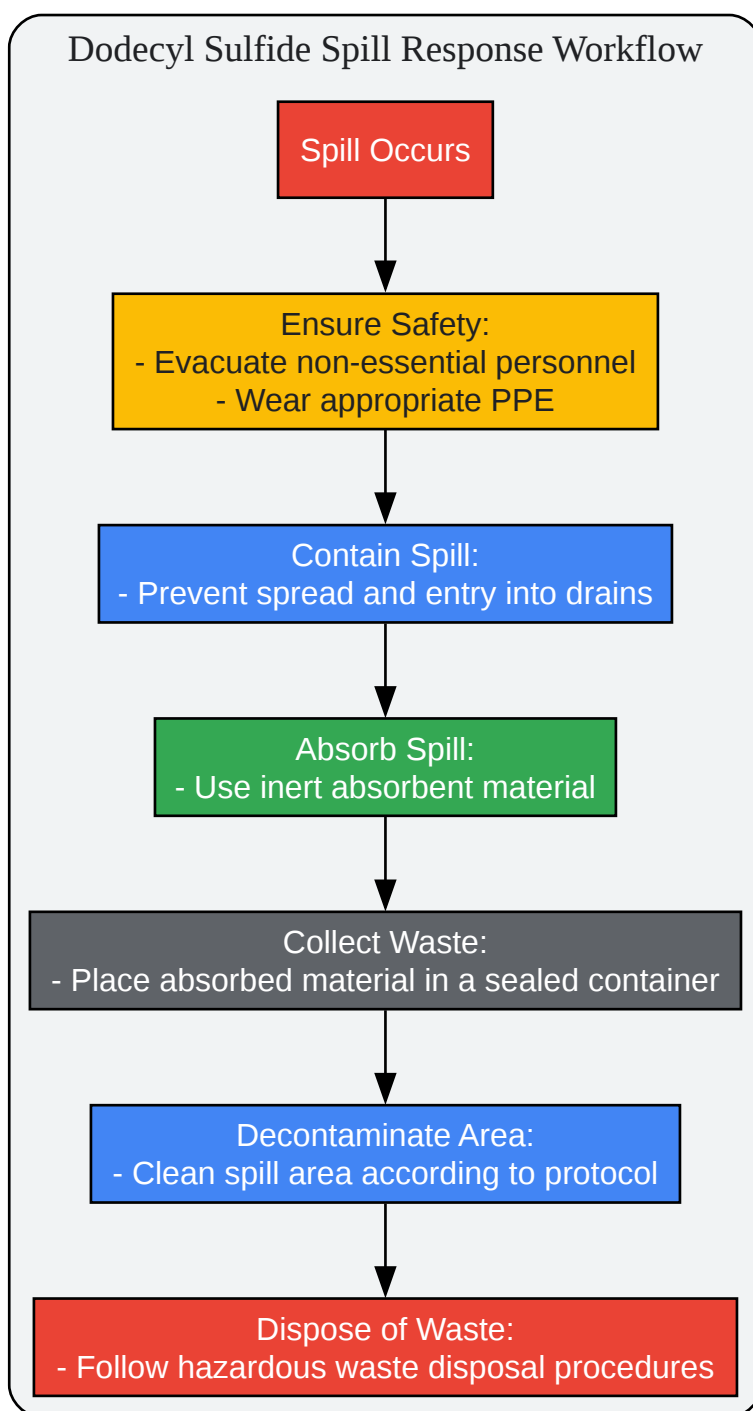 Dodecyl Sulfide Spill Response Workflow
Spill Occurs
Ensure Safety:
- Evacuate non-essential personnel
- Wear appropriate PPE
Contain Spill:
- Prevent spread and entry into drains
Absorb Spill:
- Use inert absorbent material
Collect Waste:
- Place absorbed material in a sealed container
Decontaminate Area:
- Clean spill area according to protocol
Dispose of Waste:
- Follow hazardous waste disposal procedures